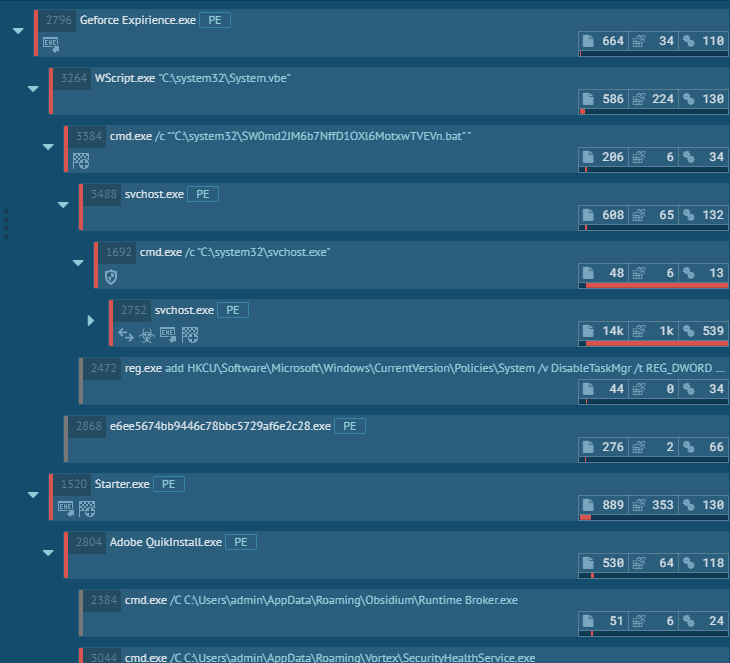 2796 Geforce Expirience.exe PE
664 34 110
3264 WScript.exe "C:\system32\System.vbe"
586 224 130
3384 cmd.exe /c ""C:\system32\SW0md2JM6b7NffD1OXl6MotxwTVEVn.bat""
206 6 34
3488 svchost.exe PE
608 65 132
1692 cmd.exe /c "C:\system32\svchost.exe"
48 6 13
2752 svchost.exe PE
14k 1k 539
2472 reg.exe add HKCU\Software\Microsoft\Windows\CurrentVersion\Policies\System /v DisableTaskMgr /t REG_DWORD ...
44 0 34
2868 e6ee5674bb9446c78bbc5729af6e2c28.exe PE
276 2 66
1520 Starter.exe PE
889 353 130
2804 Adobe QuikInstall.exe PE
530 64 118
2384 cmd.exe /C C:\Users\admin\AppData\Roaming\Obsidium\Runtime Broker.exe
51 6 24
3044 cmd.exe /C C:\Users\admin\AppData\Roaming\Vortex\SecurityHealthService.exe